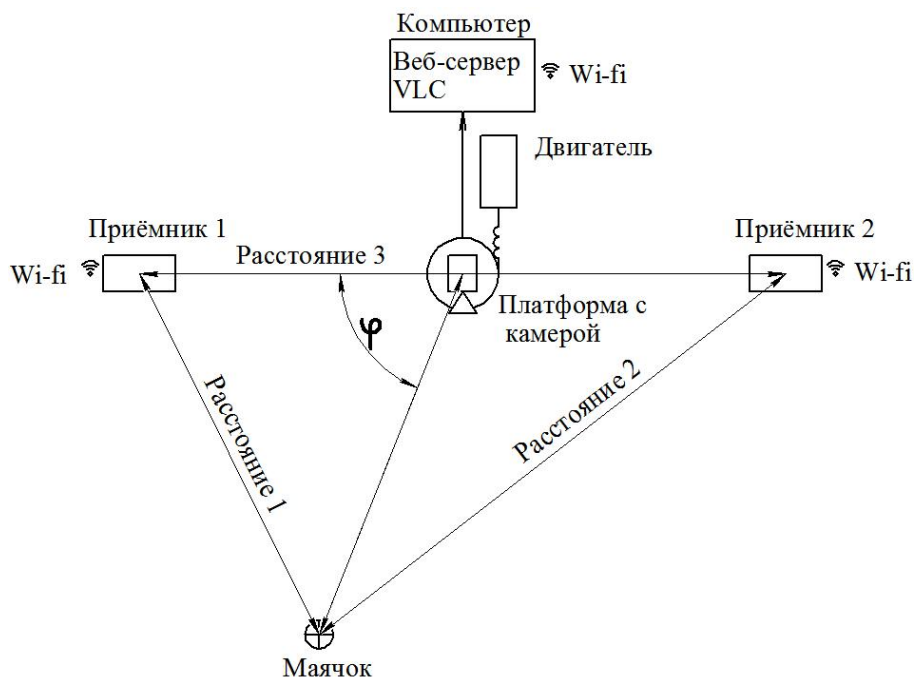 Компьютер
Веб-сервер
VLC
Wi-fi
Двигатель
Приёмник 1
Приёмник 2
Wi-fi
Расстояние 3
Wi-fi
Платформа с
камерой
φ
Расстояние 1
Расстояние 2
Маячок